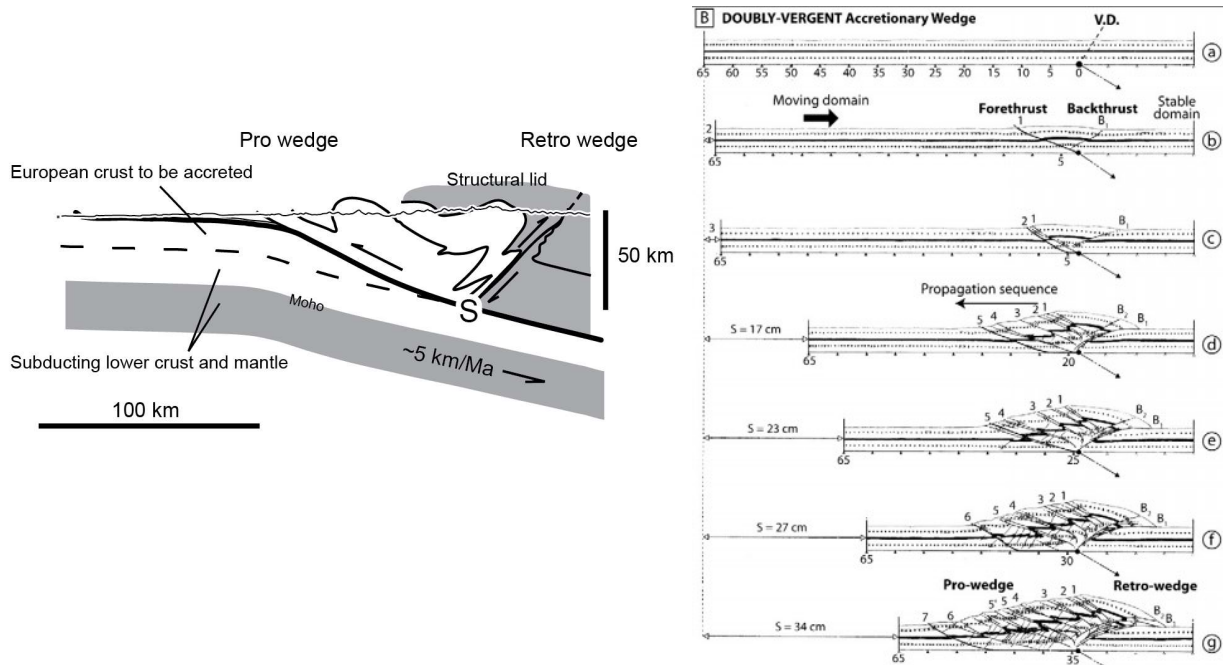 Pro wedge
Retro wedge
European crust to be accreted
Structural lid
50 km
S
Moho
Subducting lower crust and mantle
~5 km/Ma
100 km
B DOUBLY-VERGENT Accretionary Wedge
V.D.
a
65 60 55 50 45 40 35 30 25 20 15 10 5 0
Moving domain
Forethrust
Backthrust
Stable domain
1
B1
2
b
65
5
3
2 1
B1
c
65
5
Propagation sequence
5 4 3 2 1
B2
B1
S = 17 cm
d
65
20
5 4 3 2 1
B2
B1
S = 23 cm
e
65
25
6 5 4 3 2 1
B2
B1
S = 27 cm
f
65
30
Pro-wedge
Retro-wedge
7 6 5' 5 4 3 2 1
B2
B1
S = 34 cm
g
65
35